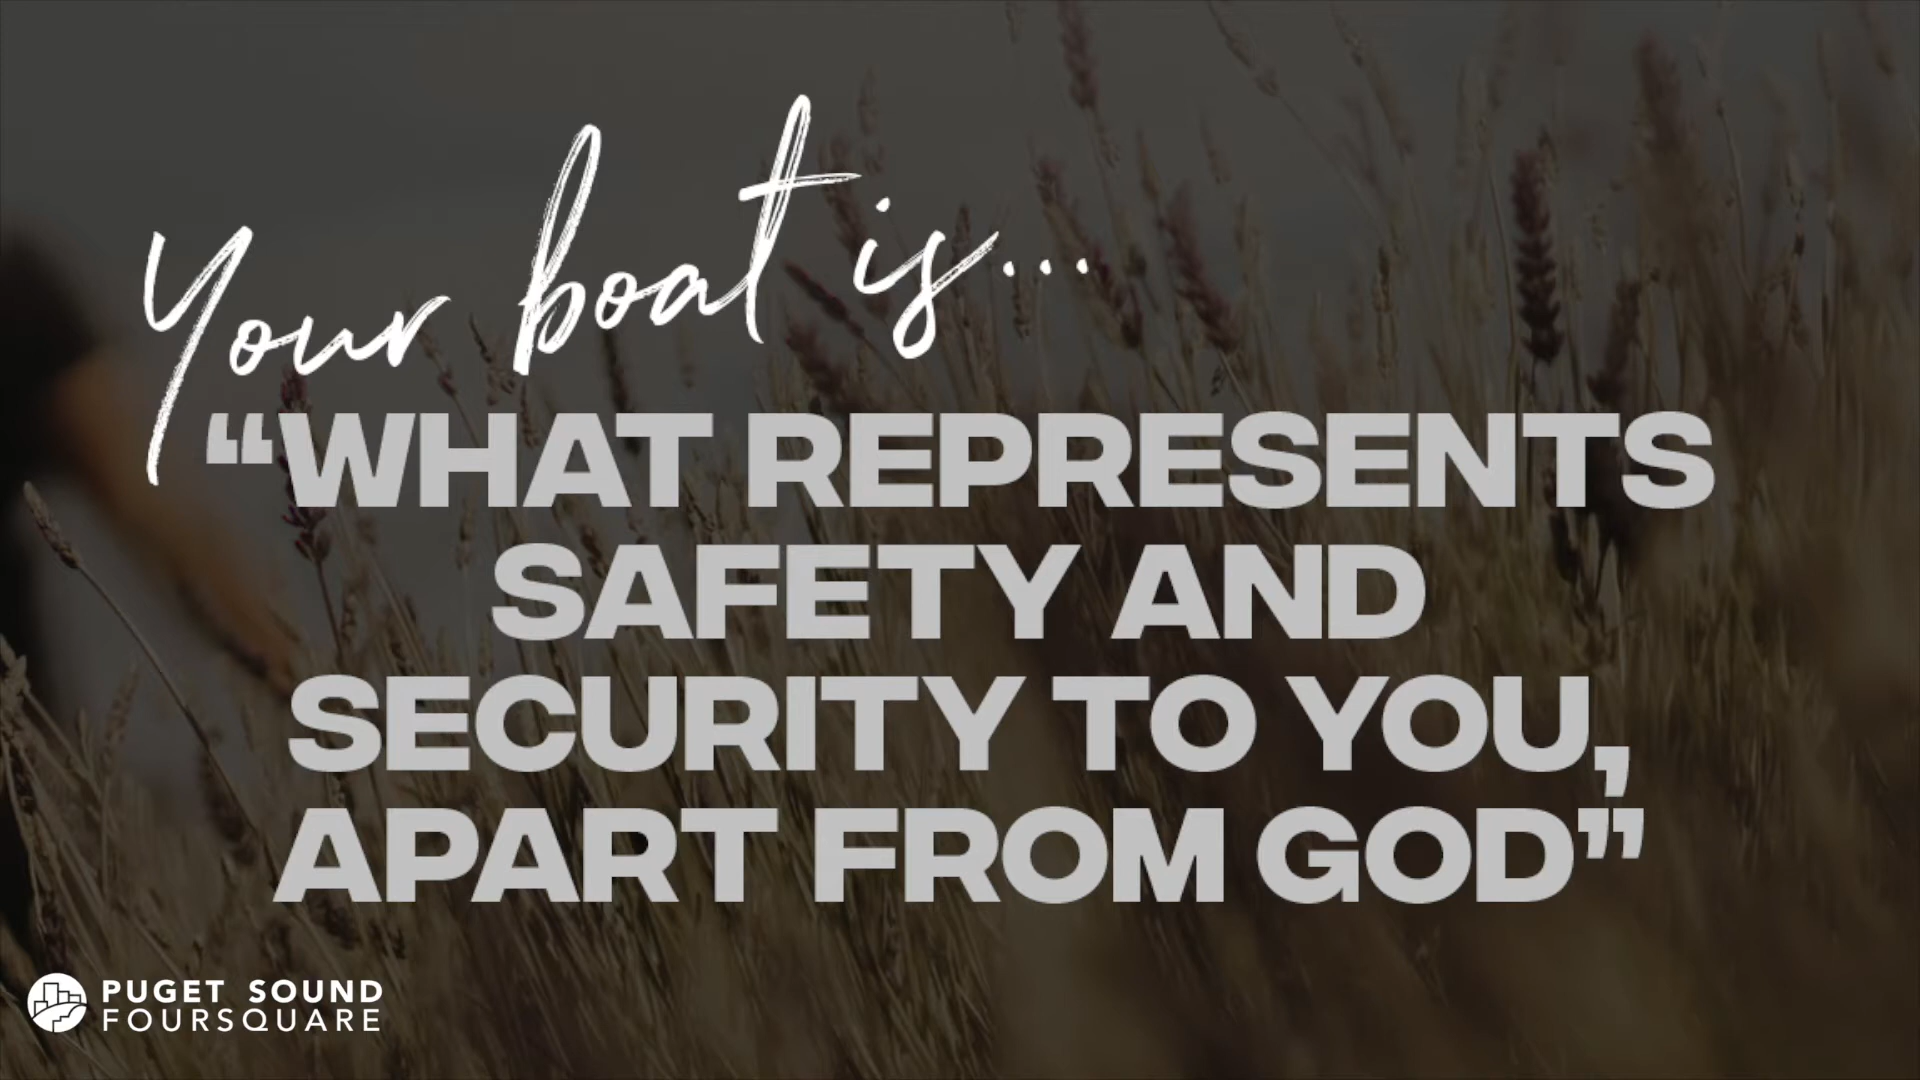 Your boat is...
“WHAT REPRESENTS
SAFETY AND
SECURITY TO YOU,
APART FROM GOD”
PUGET SOUND
FOURSQUARE